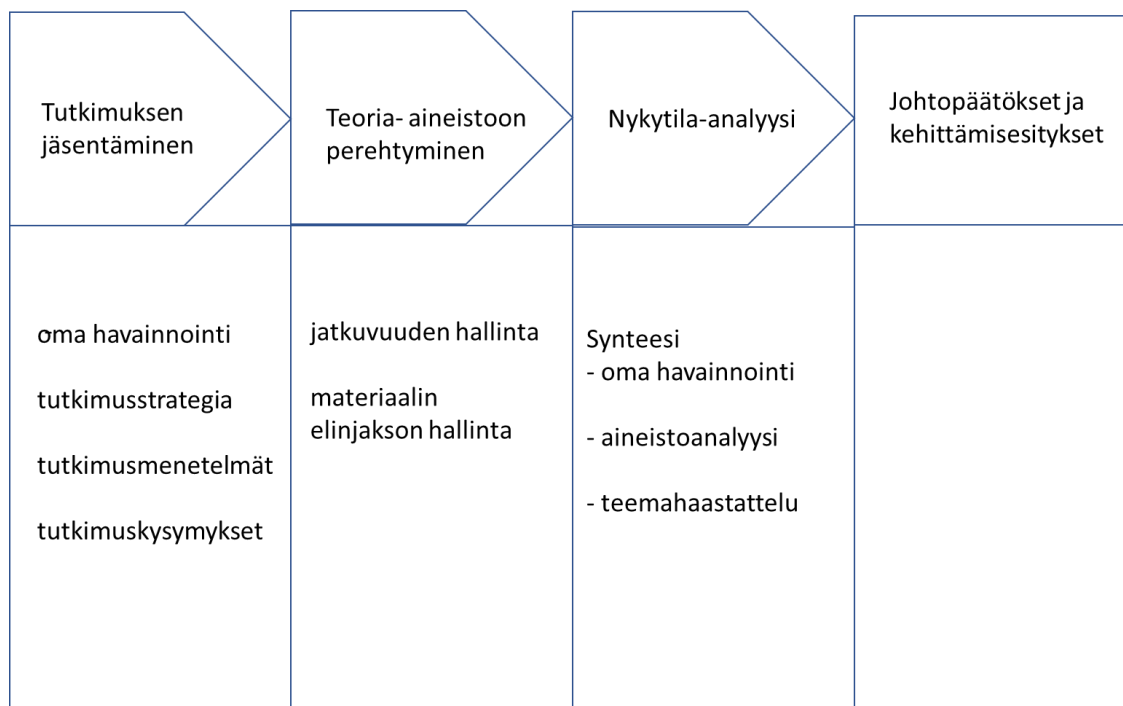 Tutkimuksen
jäsentäminen
Teoria- aineistoon
perehtyminen
Nykytila-analyysi
Johtopäätökset ja
kehittämisesitykset
oma havainnointi
tutkimusstrategia
tutkimusmenetelmät
tutkimuskysymykset
jatkuvuuden hallinta
materiaalin
elinjakson hallinta
Synteesi
- oma havainnointi
- aineistoanalyysi
- teemahaastattelu